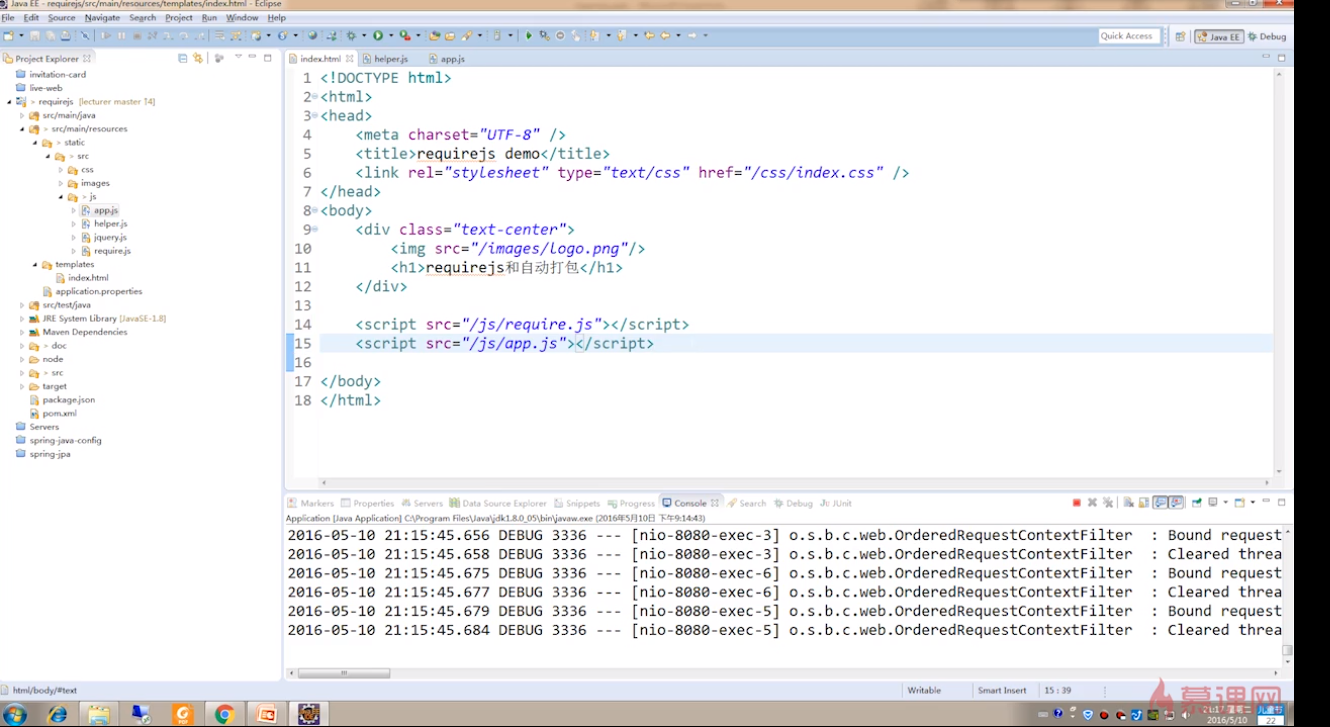 Java EE - requirejs/src/main/resources/templates/index.html - Eclipse
File Edit Source Navigate Search Project Run Window Help
Quick Access Java EE Debug
Project Explorer
invitation-card
live-web
> requirejs [lecturer master ↑4]
src/main/java
> src/main/resources
> static
> src
css
images
> js
app.js
helper.js
jquery.js
require.js
templates
index.html
application.properties
src/test/java
JRE System Library [JavaSE-1.8]
Maven Dependencies
> doc
node
> src
target
package.json
pom.xml
Servers
spring-java-config
spring-jpa
index.html helper.js app.js
1 <!DOCTYPE html>
2 <html>
3 <head>
4 <meta charset="UTF-8" />
5 <title>requirejs demo</title>
6 <link rel="stylesheet" type="text/css" href="/css/index.css" />
7 </head>
8 <body>
9 <div class="text-center">
10 <img src="/images/logo.png"/>
11 <h1>requirejs和自动打包</h1>
12 </div>
13
14 <script src="/js/require.js"></script>
15 <script src="/js/app.js"></script>
16
17 </body>
18 </html>
Markers Properties Servers Data Source Explorer Snippets Progress Console Search Debug JUnit
Application [Java Application] C:\Program Files\Java\jdk1.8.0_05\bin\javaw.exe (2016年5月10日 下午9:14:43)
2016-05-10 21:15:45.656 DEBUG 3336 --- [nio-8080-exec-3] o.s.b.c.web.OrderedRequestContextFilter : Bound request
2016-05-10 21:15:45.658 DEBUG 3336 --- [nio-8080-exec-3] o.s.b.c.web.OrderedRequestContextFilter : Cleared threa
2016-05-10 21:15:45.675 DEBUG 3336 --- [nio-8080-exec-6] o.s.b.c.web.OrderedRequestContextFilter : Bound request
2016-05-10 21:15:45.677 DEBUG 3336 --- [nio-8080-exec-6] o.s.b.c.web.OrderedRequestContextFilter : Cleared threa
2016-05-10 21:15:45.679 DEBUG 3336 --- [nio-8080-exec-5] o.s.b.c.web.OrderedRequestContextFilter : Bound request
2016-05-10 21:15:45.684 DEBUG 3336 --- [nio-8080-exec-5] o.s.b.c.web.OrderedRequestContextFilter : Cleared threa
html/body/#text Writable Smart Insert 15 : 39
慕课网
21:17 星期二
2016/5/10
22